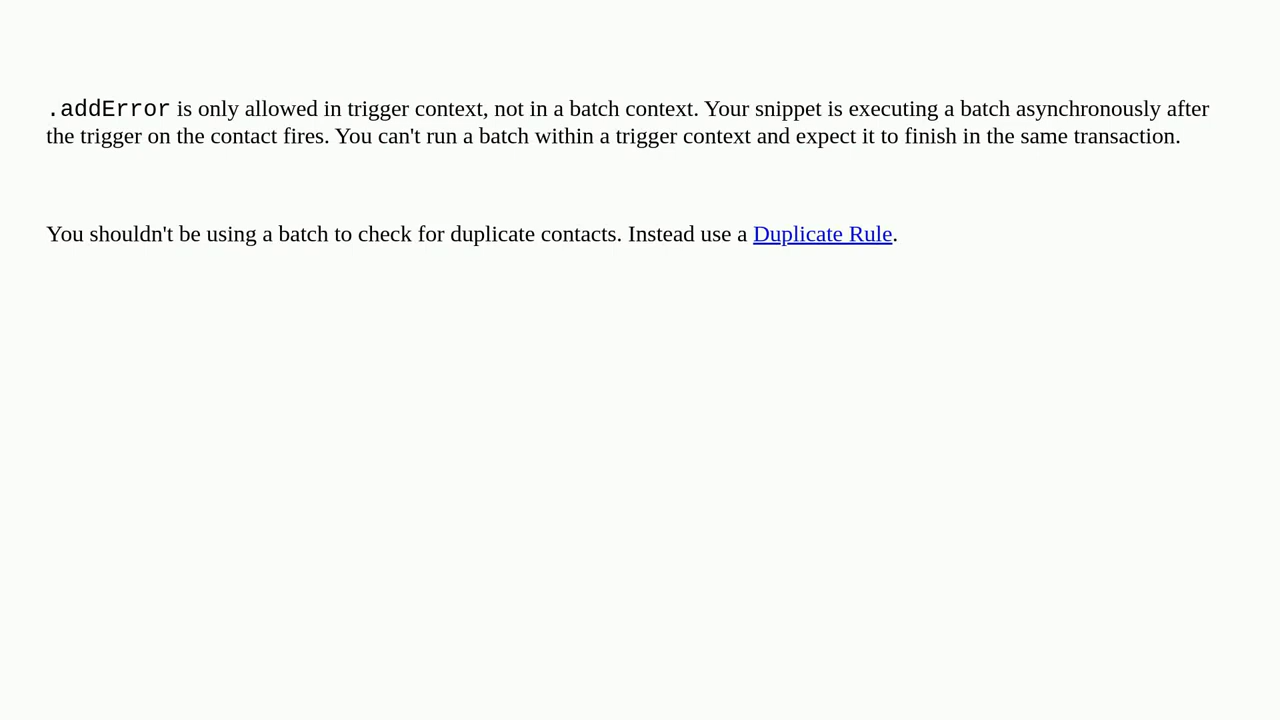 .addError is only allowed in trigger context, not in a batch context. Your snippet is executing a batch asynchronously after
the trigger on the contact fires. You can't run a batch within a trigger context and expect it to finish in the same transaction.
You shouldn't be using a batch to check for duplicate contacts. Instead use a Duplicate Rule.